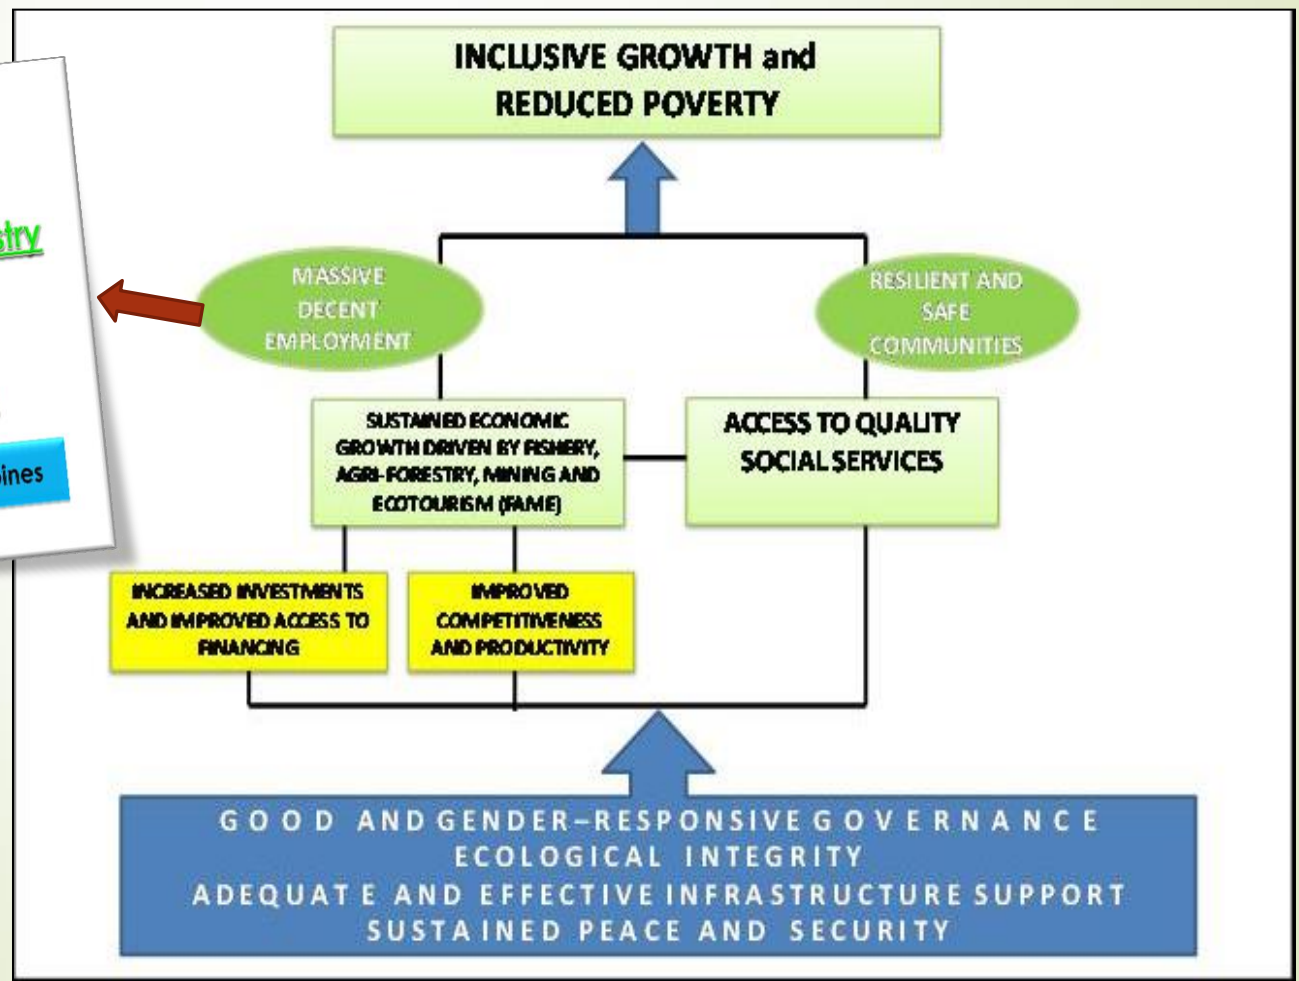 INCLUSIVE GROWTH and
REDUCED POVERTY
MASSIVE
DECENT
EMPLOYMENT
RESILIENT AND
SAFE
COMMUNITIES
SUSTAINED ECONOMIC
GROWTH DRIVEN BY FISHERY,
AGRI-FORESTRY, MINING AND
ECOTOURISM (FAME)
ACCESS TO QUALITY
SOCIAL SERVICES
INCREASED INVESTMENTS
AND IMPROVED ACCESS TO
FINANCING
IMPROVED
COMPETITIVENESS
AND PRODUCTIVITY
GOOD AND GENDER-RESPONSIVE GOVERNANCE
ECOLOGICAL INTEGRITY
ADEQUATE AND EFFECTIVE INFRASTRUCTURE SUPPORT
SUSTAINED PEACE AND SECURITY